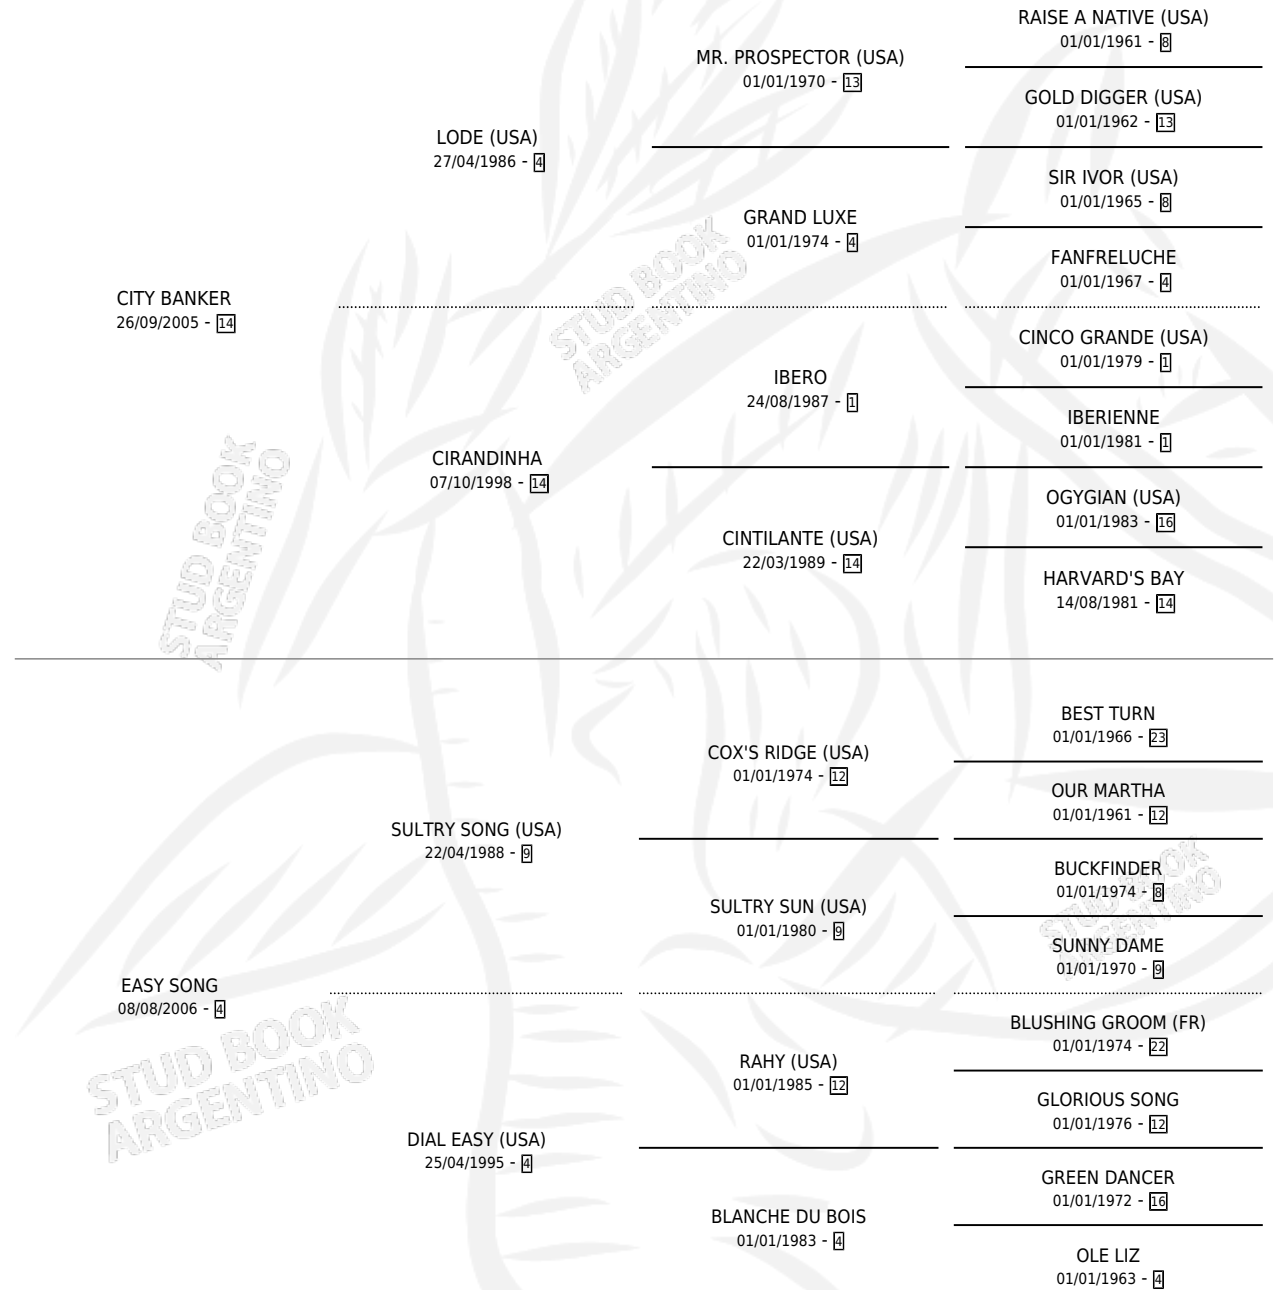 RAISE A NATIVE (USA)
01/01/1961 - 8
MR. PROSPECTOR (USA)
01/01/1970 - 13
GOLD DIGGER (USA)
01/01/1962 - 13
LODE (USA)
27/04/1986 - 4
SIR IVOR (USA)
01/01/1965 - 8
GRAND LUXE
01/01/1974 - 4
FANFRELUCHE
01/01/1967 - 4
CITY BANKER
26/09/2005 - 14
STUD BOOK
ARGENTINO
CINCO GRANDE (USA)
01/01/1979 - 1
IBERO
24/08/1987 - 1
IBERIENNE
01/01/1981 - 1
CIRANDINHA
07/10/1998 - 14
OGYGIAN (USA)
01/01/1983 - 16
CINTILANTE (USA)
22/03/1989 - 14
HARVARD'S BAY
14/08/1981 - 14
STUD BOOK
ARGENTINO
BEST TURN
01/01/1966 - 23
COX'S RIDGE (USA)
01/01/1974 - 12
OUR MARTHA
01/01/1961 - 12
SULTRY SONG (USA)
22/04/1988 - 9
BUCKFINDER
01/01/1974 - 8
SULTRY SUN (USA)
01/01/1980 - 9
STUD BOOK
ARGENTINO
SUNNY DAME
01/01/1970 - 9
EASY SONG
08/08/2006 - 4
STUD BOOK
ARGENTINO
BLUSHING GROOM (FR)
01/01/1974 - 22
RAHY (USA)
01/01/1985 - 12
GLORIOUS SONG
01/01/1976 - 12
DIAL EASY (USA)
25/04/1995 - 4
GREEN DANCER
01/01/1972 - 16
BLANCHE DU BOIS
01/01/1983 - 4
OLE LIZ
01/01/1963 - 4